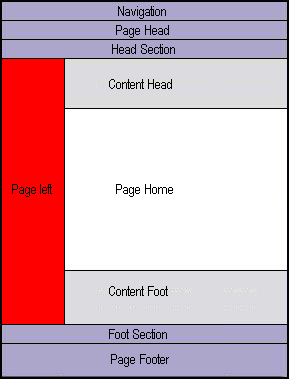 Navigation
Page Head
Head Section
Content Head
Page left
Page Home
Content Foot
Foot Section
Page Footer